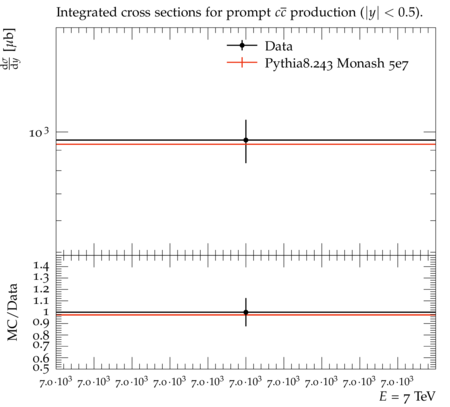 Integrated cross sections for prompt cc̅ production (|y| < 0.5).
dσ/dy [μb]
Data
Pythia8.243 Monash 5e7
10³
MC/Data
1.4
1.3
1.2
1.1
1
0.9
0.8
0.7
0.6
0.5
7.0·10³ 7.0·10³ 7.0·10³ 7.0·10³ 7.0·10³ 7.0·10³ 7.0·10³ 7.0·10³ 7.0·10³ 7.0·10³
E = 7 TeV